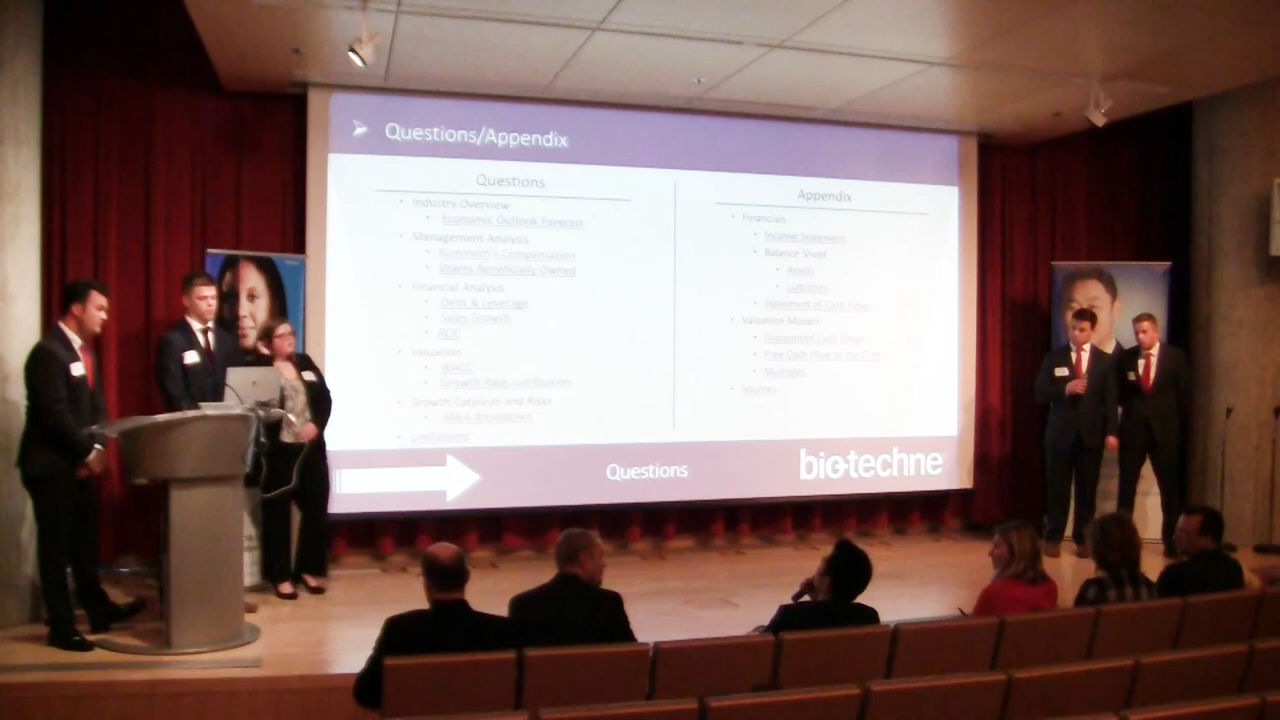 Questions/Appendix
Questions
Industry Overview
Economic Outlook Forecast
Management Analysis
Kummeth's Compensation
Shares Beneficially Owned
Financial Analysis
Debt & Leverage
Sales Growth
ROE
Valuation
WACC
Growth Rate Justification
Growth Catalysts and Risks
M&A Breakdown
Limitations
Appendix
Financials
Income Statement
Balance Sheet
Assets
Liabilities
Statement of Cash Flows
Valuation Models
Discounted Cash Flows
Free Cash Flow to the Firm
Multiples
Sources
Questions
bio-techne